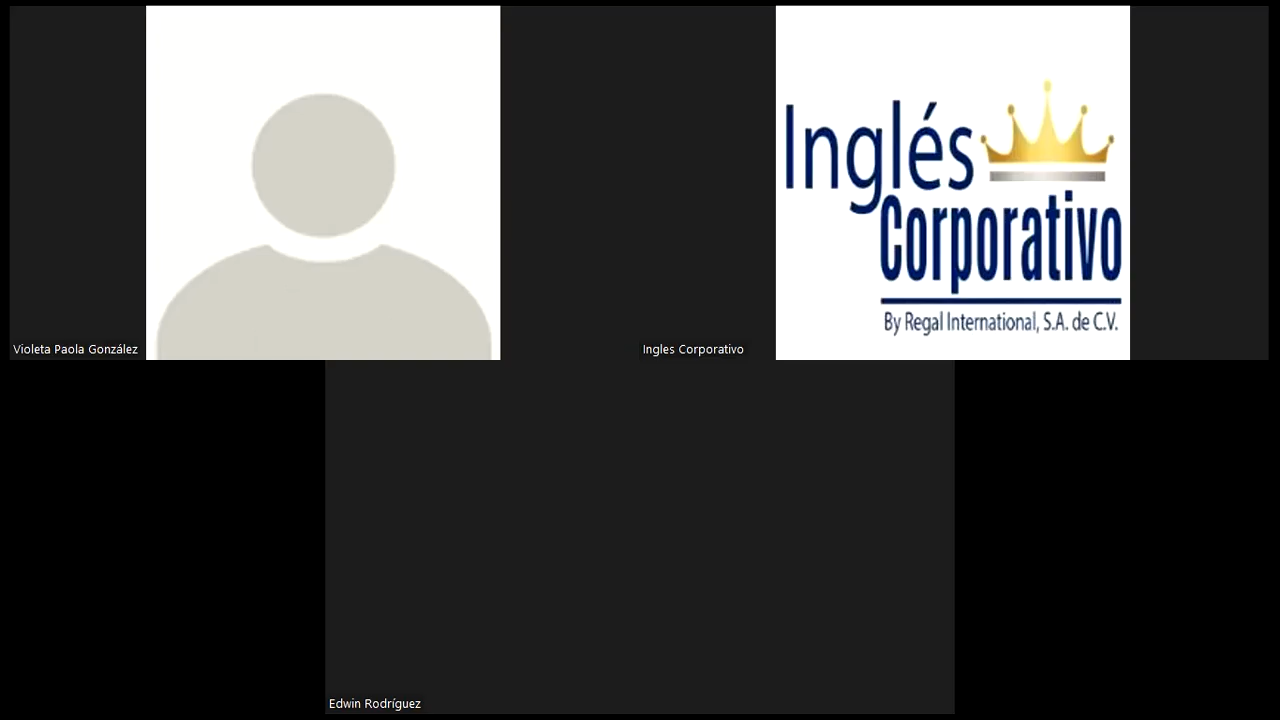 Inglés
Corporativo
By Regal International, S.A. de C.V.
Violeta Paola González
Ingles Corporativo
Edwin Rodríguez